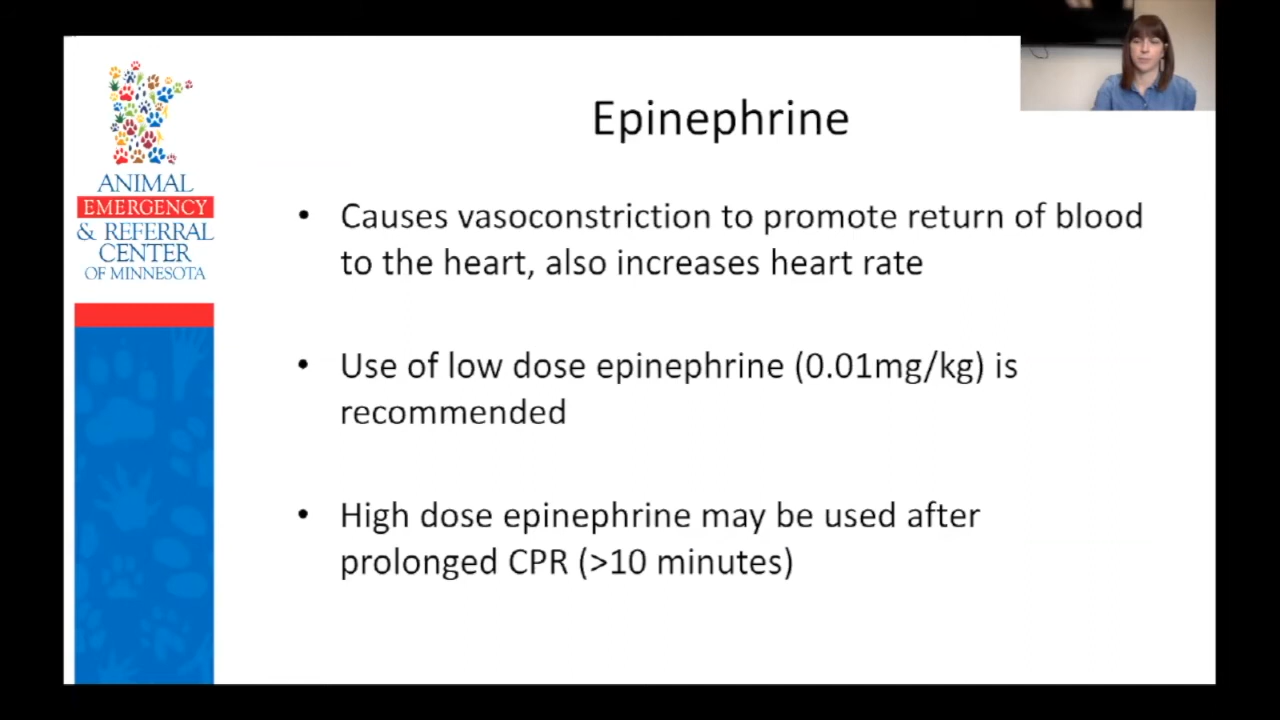 ANIMAL
EMERGENCY
& REFERRAL
CENTER
OF MINNESOTA
Epinephrine
• Causes vasoconstriction to promote return of blood
to the heart, also increases heart rate
• Use of low dose epinephrine (0.01mg/kg) is
recommended
• High dose epinephrine may be used after
prolonged CPR (>10 minutes)